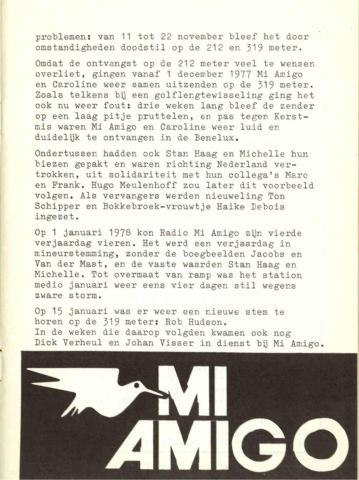 problemen: van 11 tot 22 november bleef het door
omstandigheden doodstil op de 212 en 319 meter.
Omdat de ontvangst op de 212 meter veel te wensen
overliet, gingen vanaf 1 december 1977 Mi Amigo
en Caroline weer samen uitzenden op de 319 meter.
Zoals telkens bij een golflengtewisseling ging het
ook nu weer fout: drie weken lang bleef de zender
op een laag pitje pruttelen, en pas tegen Kerst-
mis waren Mi Amigo en Caroline weer luid en
duidelijk te ontvangen in de Benelux.
Ondertussen hadden ook Stan Haag en Michelle hun
biezen gepakt en waren richting Nederland ver-
trokken, uit solidariteit met hun collega's Marc
en Frank. Hugo Meulenhoff zou later dit voorbeeld
volgen. Als vervangers werden nieuweling Ton
Schipper en Bokkebroek-vrouwtje Haike Debois
ingezet.
Op 1 januari 1978 kon Radio Mi Amigo zijn vierde
verjaardag vieren. Het werd een verjaardag in
mineurstemming, zonder de boegbeelden Jacobs en
Van der Mast, en de vaste waarden Stan Haag en
Michelle. Tot overmaat van ramp was het station
medio januari weer eens vier dagen stil wegens
zware storm.
Op 15 januari was er weer een nieuwe stem te
horen op de 319 meter: Rob Hudson.
In de weken die daarop volgden kwamen ook nog
Dick Verheul en Johan Visser in dienst bij Mi Amigo.
MI
AMIGO